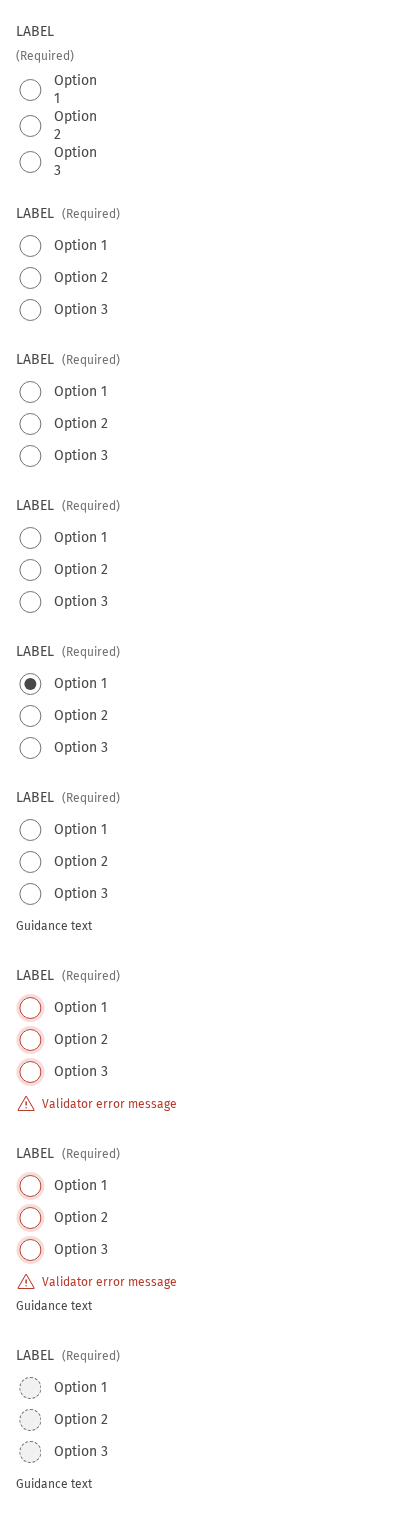 LABEL
(Required)
Option
1
Option
2
Option
3
LABEL (Required)
Option 1
Option 2
Option 3
LABEL (Required)
Option 1
Option 2
Option 3
LABEL (Required)
Option 1
Option 2
Option 3
LABEL (Required)
Option 1
Option 2
Option 3
LABEL (Required)
Option 1
Option 2
Option 3
Guidance text
LABEL (Required)
Option 1
Option 2
Option 3
Validator error message
LABEL (Required)
Option 1
Option 2
Option 3
Validator error message
Guidance text
LABEL (Required)
Option 1
Option 2
Option 3
Guidance text